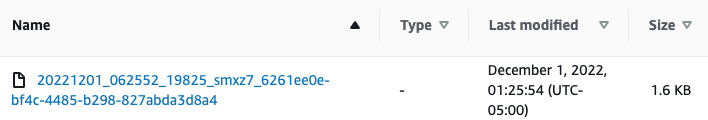 Name Type Last modified Size
20221201_062552_19825_smxz7_6261ee0e-
bf4c-4485-b298-827abda3d8a4
-
December 1, 2022,
01:25:54 (UTC-
05:00)
1.6 KB